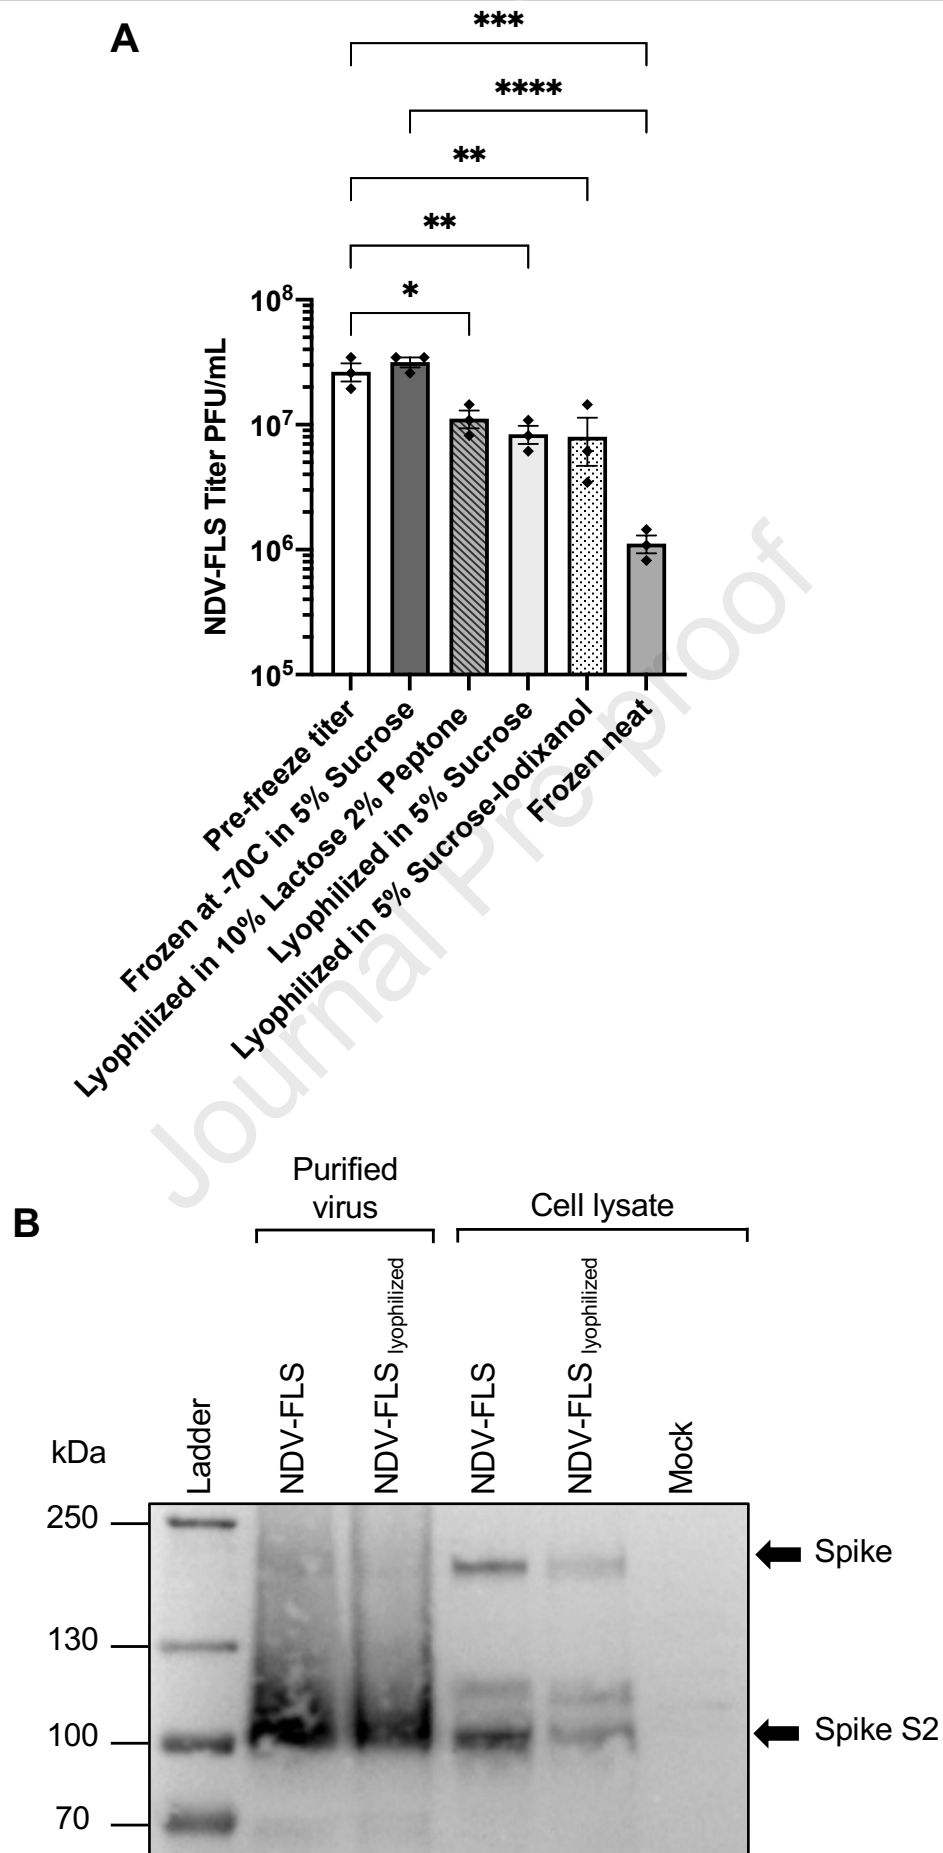 A
***
****
**
**
*
NDV-FLS Titer PFU/mL
10⁸
10⁷
10⁶
10⁵
Pre-freeze titer
Frozen at -70C in 5% Sucrose
Lyophilized in 10% Lactose 2% Peptone
Lyophilized in 5% Sucrose
Lyophilized in 5% Sucrose-Iodixanol
Frozen neat
Journal Pre-proof
B
Purified
virus
Cell lysate
kDa
Ladder
NDV-FLS
NDV-FLS lyophilized
NDV-FLS
NDV-FLS lyophilized
Mock
250
130
100
70
Spike
Spike S2